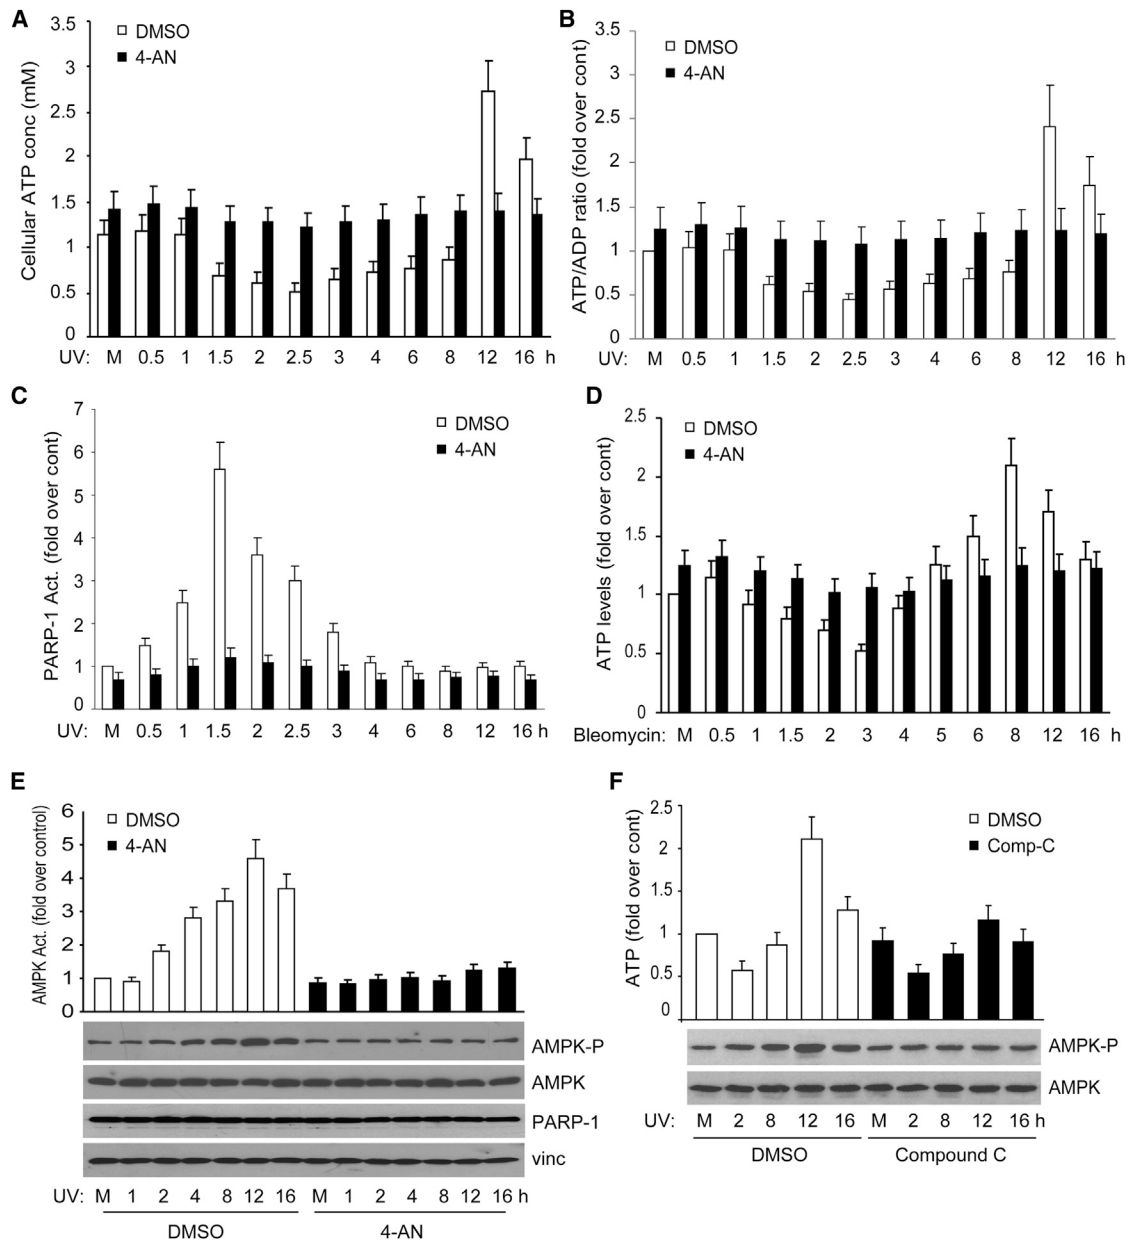 A
Cellular ATP conc (mM)
3.5
3
2.5
2
1.5
1
0.5
0
DMSO
4-AN
UV: M 0.5 1 1.5 2 2.5 3 4 6 8 12 16 h
B
ATP/ADP ratio (fold over cont)
3.5
3
2.5
2
1.5
1
0.5
0
DMSO
4-AN
UV: M 0.5 1 1.5 2 2.5 3 4 6 8 12 16 h
C
PARP-1 Act. (fold over cont)
7
6
5
4
3
2
1
0
DMSO
4-AN
UV: M 0.5 1 1.5 2 2.5 3 4 6 8 12 16 h
D
ATP levels (fold over cont)
2.5
2
1.5
1
0.5
0
DMSO
4-AN
Bleomycin: M 0.5 1 1.5 2 3 4 5 6 8 12 16 h
E
AMPK Act. (fold over control)
6
5
4
3
2
1
0
DMSO
4-AN
AMPK-P
AMPK
PARP-1
vinc
UV: M 1 2 4 8 12 16 M 1 2 4 8 12 16 h
DMSO 4-AN
F
ATP (fold over cont)
2.5
2
1.5
1
0.5
0
DMSO
Comp-C
AMPK-P
AMPK
UV: M 2 8 12 16 M 2 8 12 16 h
DMSO Compound C